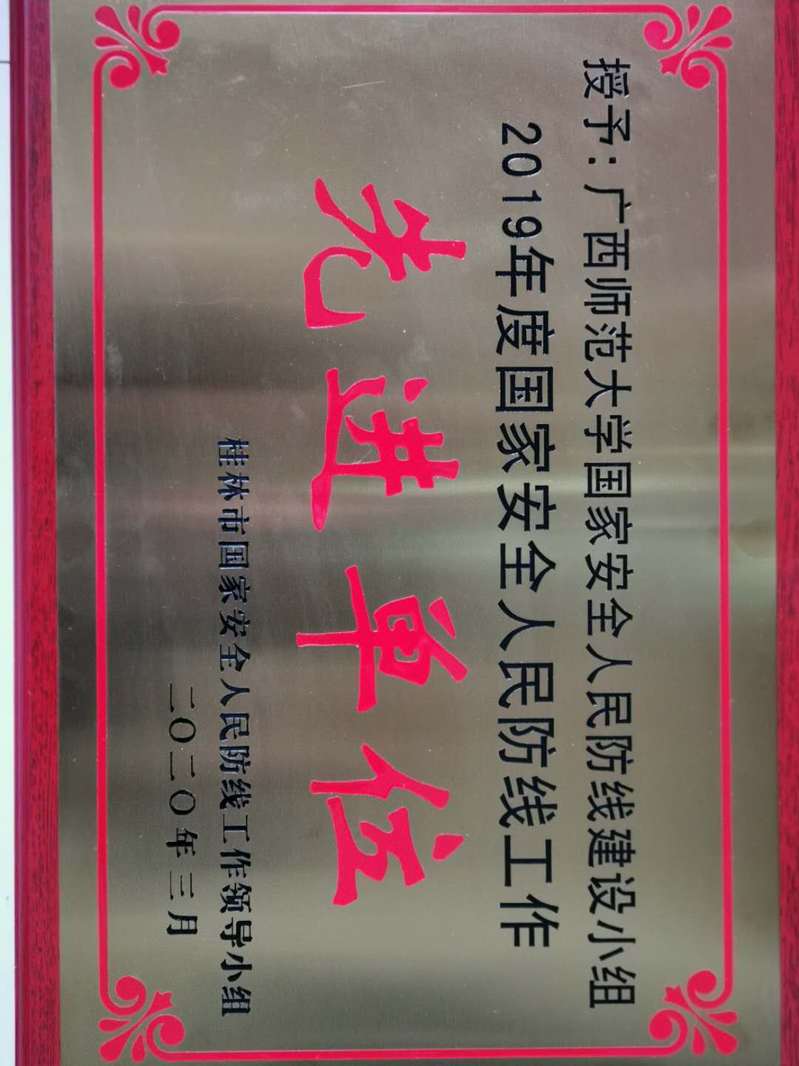 授予：广西师范大学国家安全人民防线建设小组
2019年度国家安全人民防线工作
先进单位
桂林市国家安全人民防线工作领导小组
二〇二〇年三月